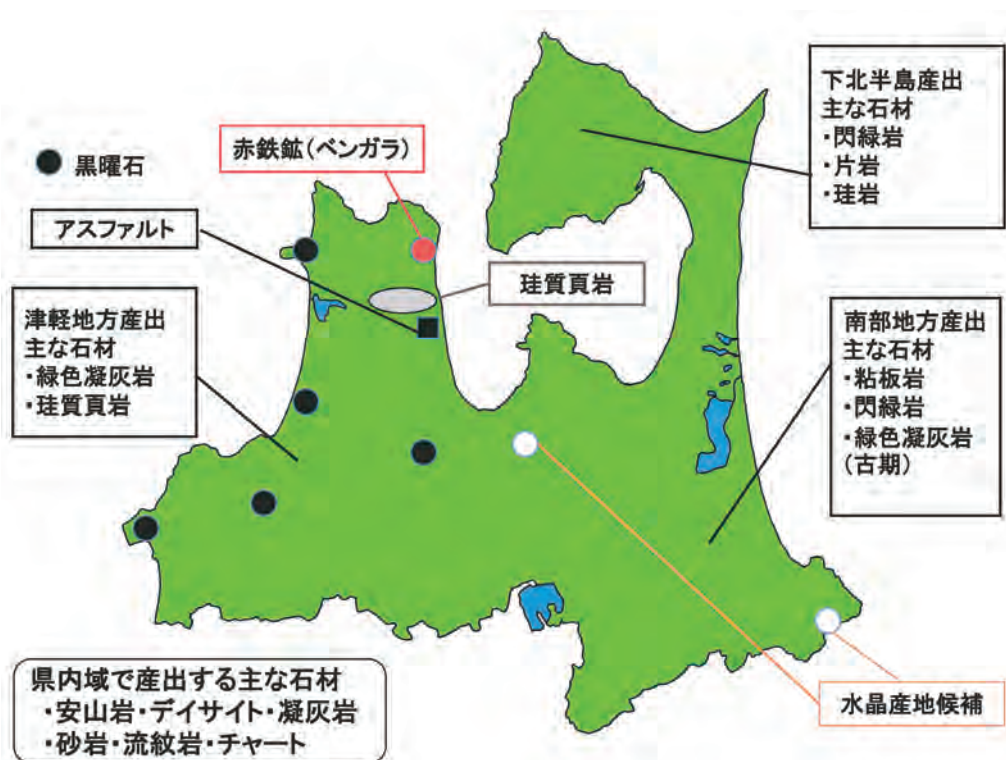 下北半島産出
主な石材
・閃緑岩
・片岩
・珪岩
赤鉄鉱(ベンガラ)
黒曜石
アスファルト
珪質頁岩
津軽地方産出
主な石材
・緑色凝灰岩
・珪質頁岩
南部地方産出
主な石材
・粘板岩
・閃緑岩
・緑色凝灰岩
(古期)
県内域で産出する主な石材
・安山岩・デイサイト・凝灰岩
・砂岩・流紋岩・チャート
水晶産地候補